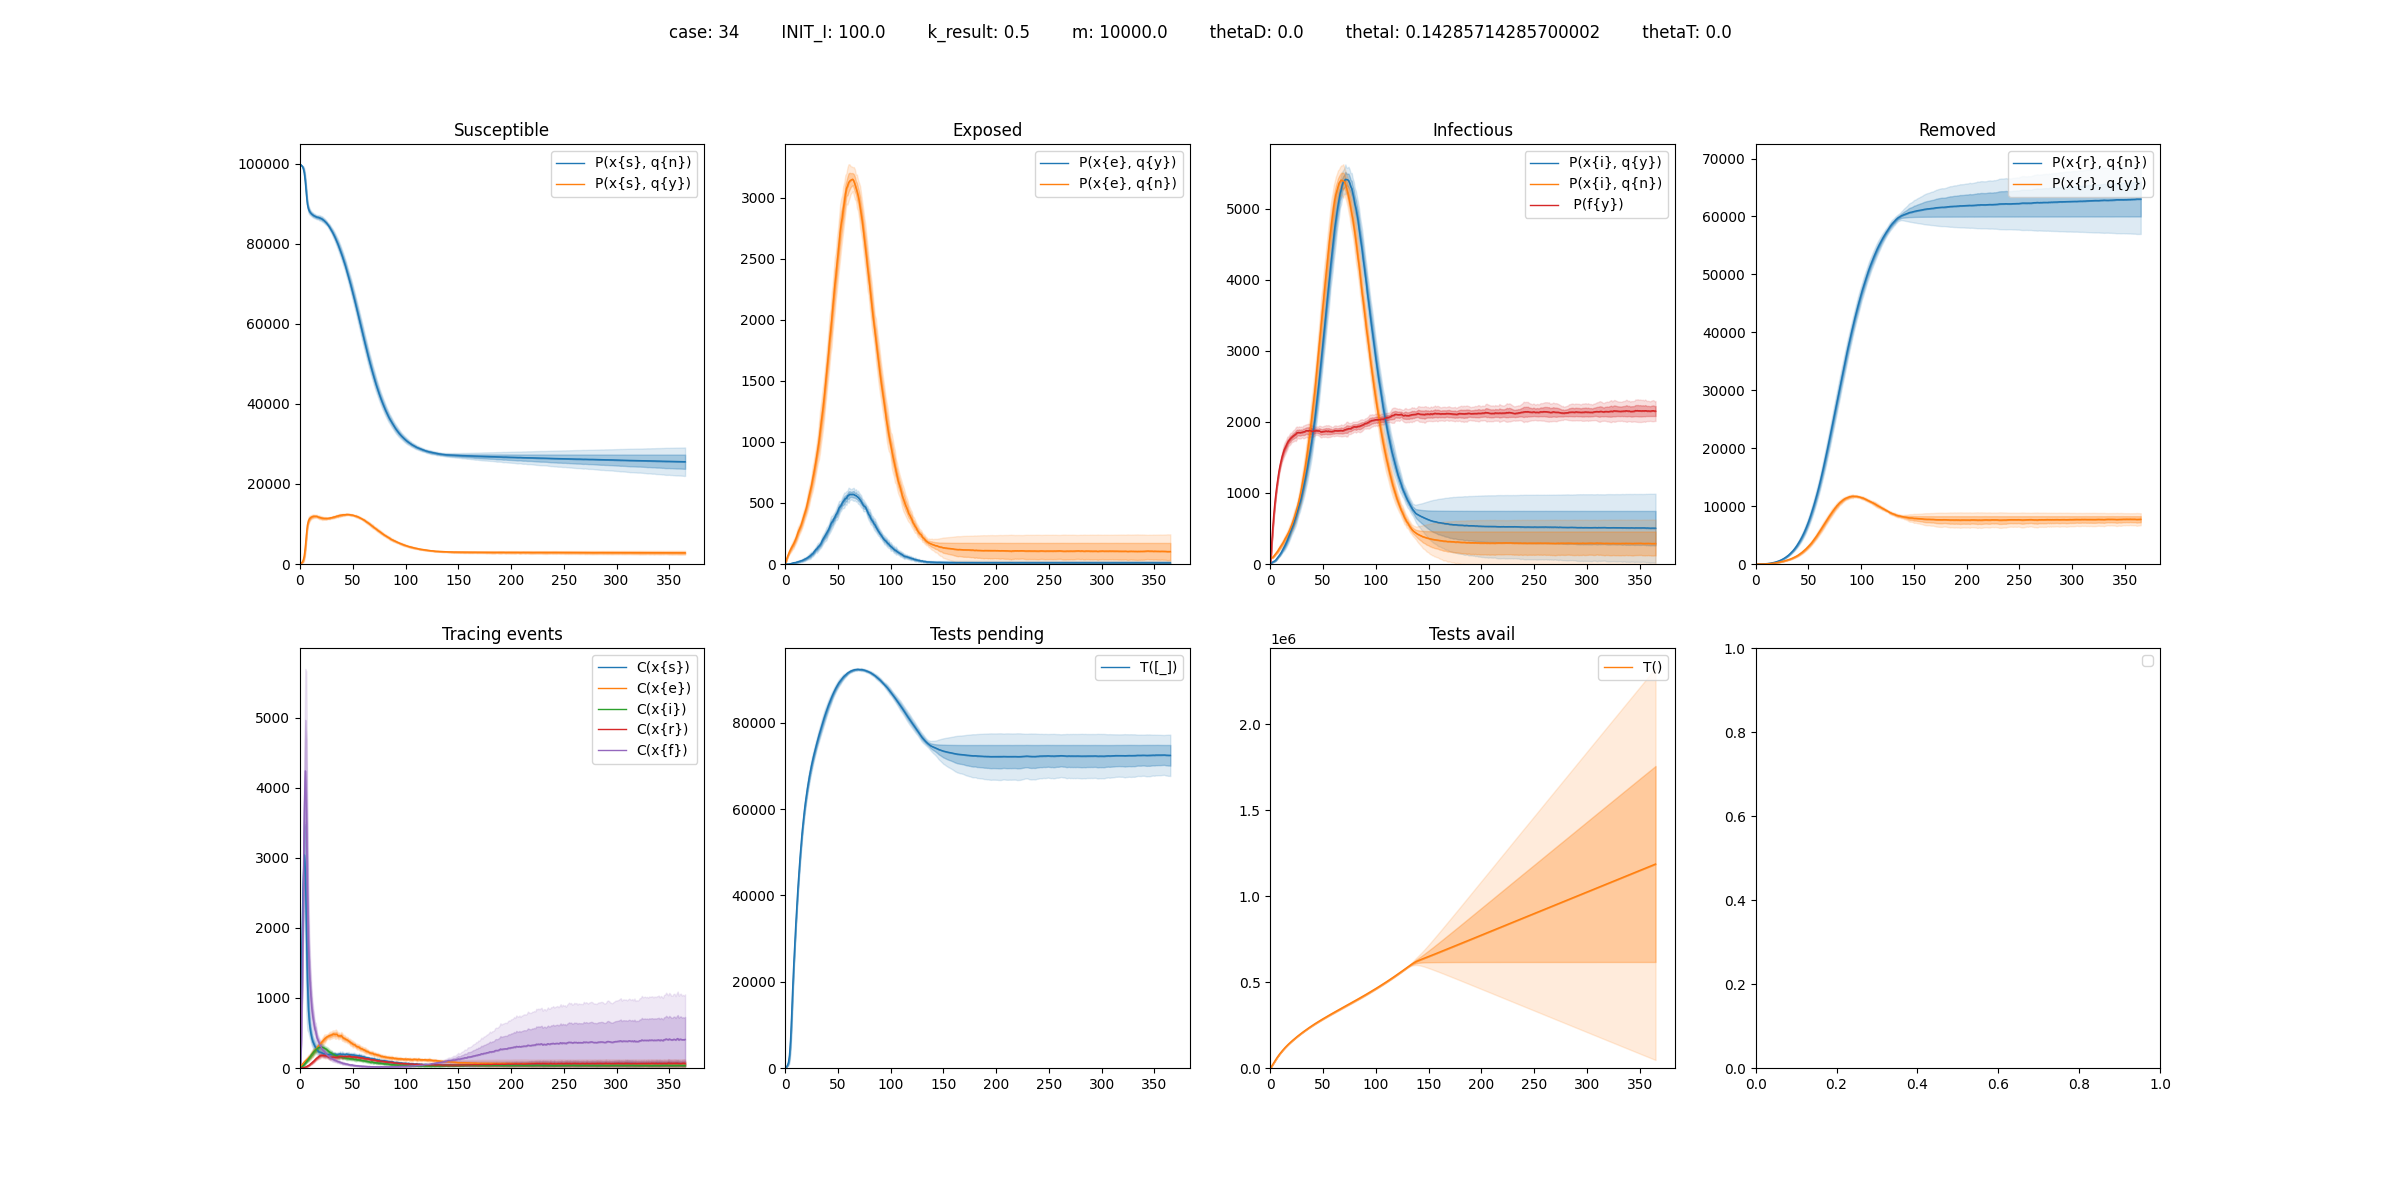 case: 34 INIT_I: 100.0 k_result: 0.5 m: 10000.0 thetaD: 0.0 thetaI: 0.14285714285700002 thetaT: 0.0
Susceptible
100000
80000
60000
40000
20000
0
0 50 100 150 200 250 300 350
P(x{s}, q{n})
P(x{s}, q{y})
Exposed
3000
2500
2000
1500
1000
500
0
0 50 100 150 200 250 300 350
P(x{e}, q{y})
P(x{e}, q{n})
Infectious
5000
4000
3000
2000
1000
0
0 50 100 150 200 250 300 350
P(x{i}, q{y})
P(x{i}, q{n})
P(f{y})
Removed
70000
60000
50000
40000
30000
20000
10000
0
0 50 100 150 200 250 300 350
P(x{r}, q{n})
P(x{r}, q{y})
Tracing events
5000
4000
3000
2000
1000
0
0 50 100 150 200 250 300 350
C(x{s})
C(x{e})
C(x{i})
C(x{r})
C(x{f})
Tests pending
80000
60000
40000
20000
0
0 50 100 150 200 250 300 350
T([_])
Tests avail
1e6
2.0
1.5
1.0
0.5
0.0
0 50 100 150 200 250 300 350
T()
1.0
0.8
0.6
0.4
0.2
0.0
0.0 0.2 0.4 0.6 0.8 1.0